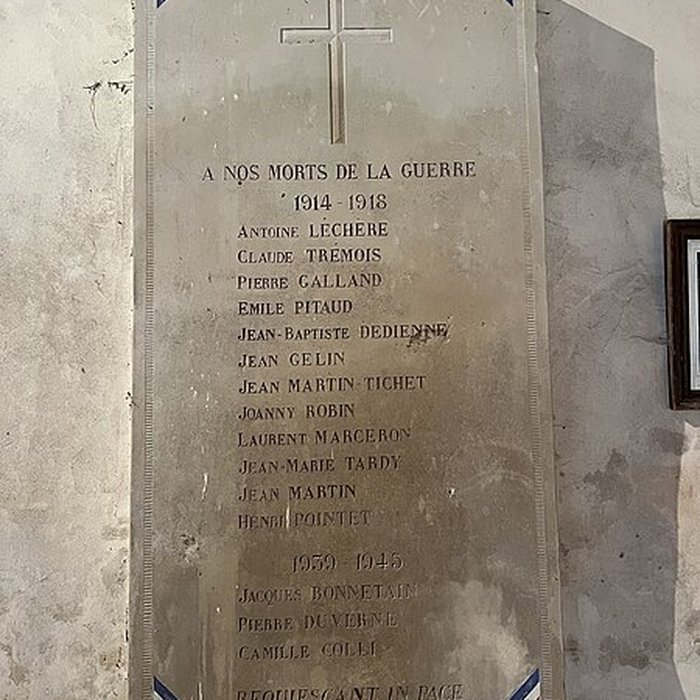 A NOS MORTS DE LA GUERRE
1914-1918
ANTOINE LÉCHÈRE
CLAUDE TRÉMOIS
PIERRE GALLAND
EMILE PITAUD
JEAN-BAPTISTE DEDIENNE
JEAN GELIN
JEAN MARTIN-TICHET
JOANNY ROBIN
LAURENT MARCERON
JEAN-MARIE TARDY
JEAN MARTIN
HENRI POINTET
1939-1945
JACQUES BONNETAIN
PIERRE DUVERNE
CAMILLE COLLI
REQUIESCANT IN PACE